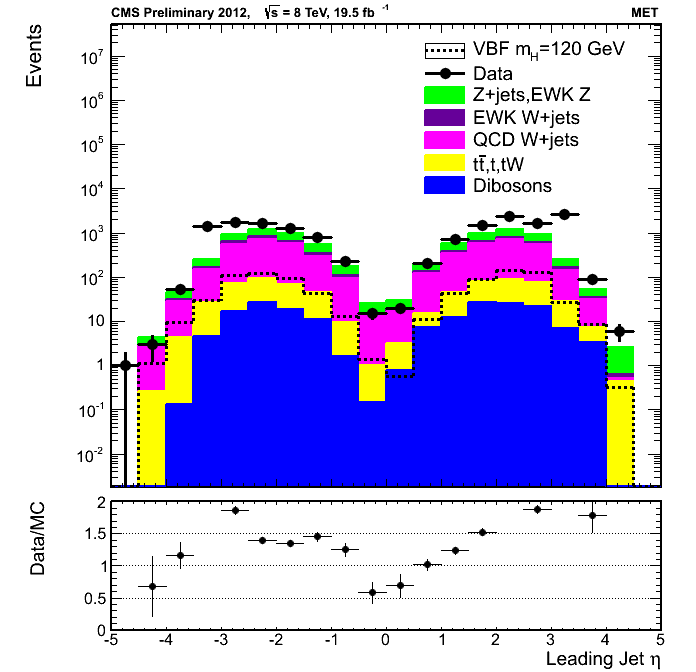 CMS Preliminary 2012, √s = 8 TeV, 19.5 fb⁻¹ MET
Events
10⁷
10⁶
10⁵
10⁴
10³
10²
10
1
10⁻¹
10⁻²
VBF m_H=120 GeV
Data
Z+jets,EWK Z
EWK W+jets
QCD W+jets
tt̄,t,tW
Dibosons
Data/MC
2
1.5
1
0.5
0
-5 -4 -3 -2 -1 0 1 2 3 4 5
Leading Jet η